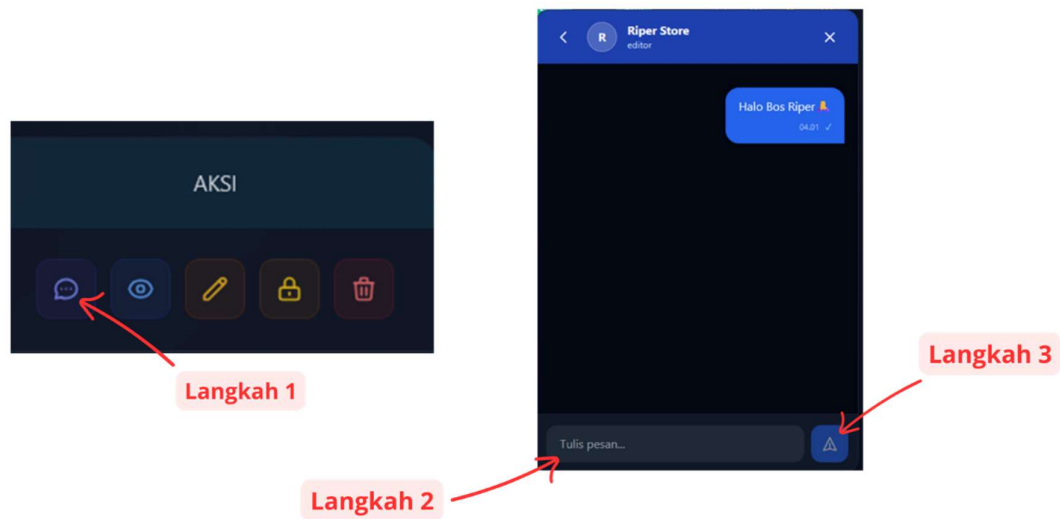 AKSI
Langkah 1
R
Riper Store
editor
Halo Bos Riper
04.01 ✓
Tulis pesan...
Langkah 2
Langkah 3